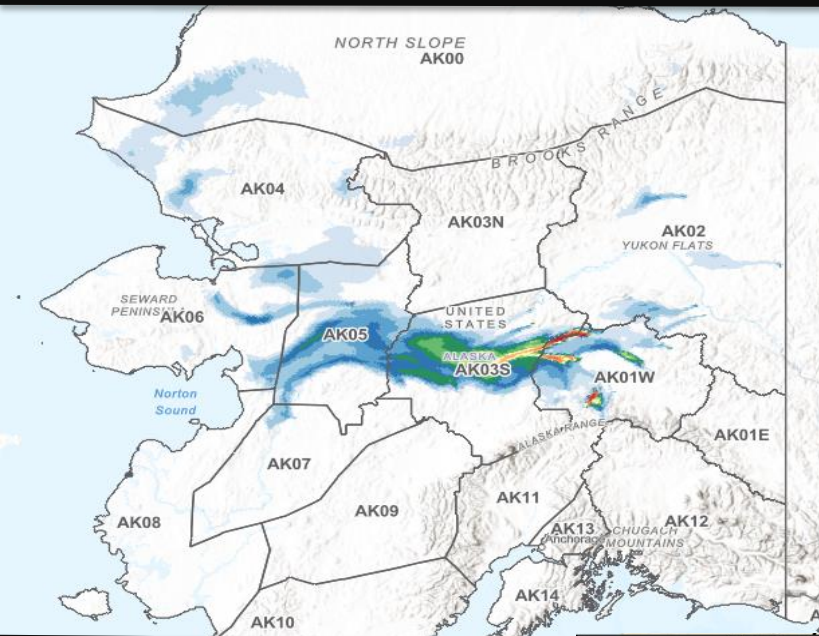 NORTH SLOPE
AK00
BROOKS RANGE
AK04
AK03N
AK02
YUKON FLATS
SEWARD
PENINSULA
AK06
UNITED
STATES
AK05
ALASKA
AK03S
AK01W
Norton
Sound
AK01E
ALASKA RANGE
AK07
AK11
AK09
AK08
AK13
Anchorage
CHUGACH
MOUNTAINS
AK12
AK14
AK10